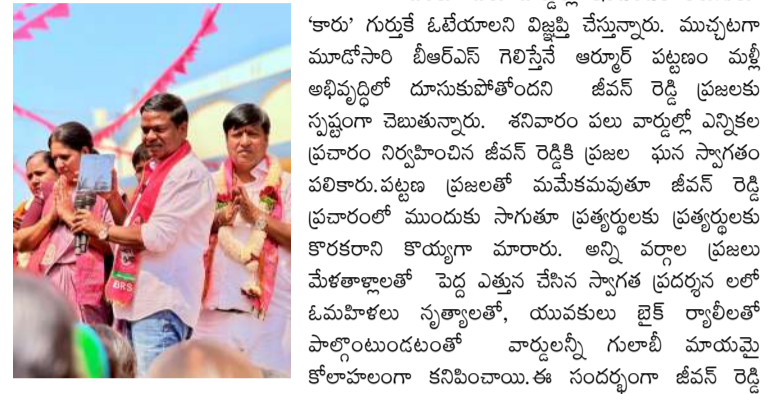 ‘కారు’ గుర్తుకే ఓటేయాలని విజ్ఞప్తి చేస్తున్నారు. ముచ్చటగా
మూడోసారి బీఆర్ఎస్ గెలిస్తేనే ఆర్మూర్ పట్టణం మళ్లీ
అభివృద్ధిలో దూసుకుపోతోందని జీవన్ రెడ్డి ప్రజలకు
స్పష్టంగా చెబుతున్నారు. శనివారం పలు వార్డుల్లో ఎన్నికల
ప్రచారం నిర్వహించిన జీవన్ రెడ్డికి ప్రజల ఘన స్వాగతం
పలికారు.పట్టణ ప్రజలతో మమేకమవుతూ జీవన్ రెడ్డి
ప్రచారంలో ముందుకు సాగుతూ ప్రత్యర్థులకు ప్రత్యర్థులకు
కొరకరాని కొయ్యగా మారారు. అన్ని వర్గాల ప్రజలు
మేళతాళ్లాలతో పెద్ద ఎత్తున చేసిన స్వాగత ప్రదర్శన లలో
ఓమహిళలు నృత్యాలతో, యువకులు బైక్ ర్యాలీలతో
పాల్గొంటుండటంతో వార్డులన్నీ గులాబీ మాయమై
కోలాహలంగా కనిపించాయి.ఈ సందర్భంగా జీవన్ రెడ్డి
BRS